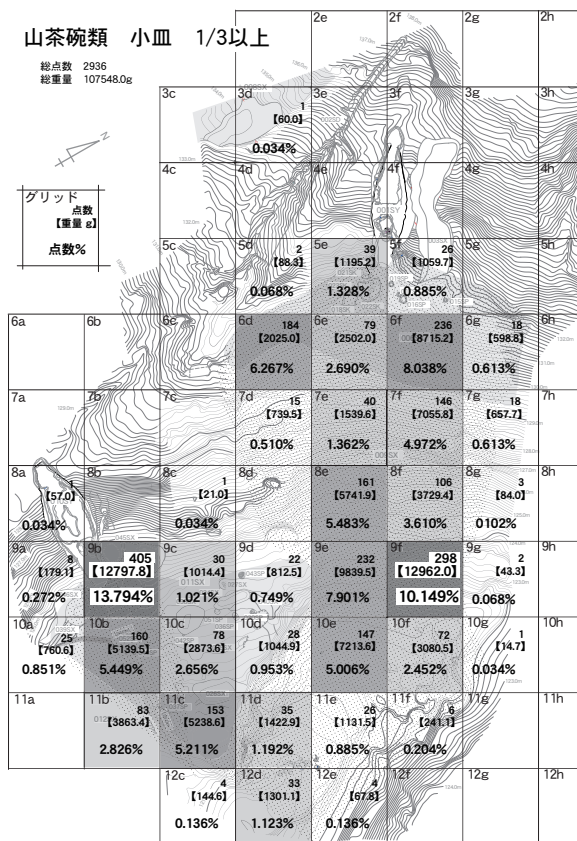 山茶碗類　小皿　1/3以上
総点数 2936
総重量 107548.0g
N
グリッド
点数
【重量 g】
点数%
2e 2f 2g 2h
3c 3d 3e 3f 3g 3h
1
【60.0】
0.034%
4c 4d 4e 4f 4g 4h
001SY
5c 5d 5e 5f 5g 5h
2 39 26
【88.3】 【1195.2】 【1059.7】
0.068% 1.328% 0.885%
6a 6b 6c 6d 6e 6f 6g 6h
184 79 236 18
【2025.0】 【2502.0】 【8715.2】 【598.8】
6.267% 2.690% 8.038% 0.613%
7a 7b 7c 7d 7e 7f 7g 7h
15 40 146 18
【739.5】 【1539.6】 【7055.8】 【657.7】
0.510% 1.362% 4.972% 0.613%
8a 8b 8c 8d 8e 8f 8g 8h
1 1 161 106 3
【57.0】 【21.0】 【5741.9】 【3729.4】 【84.0】
0.034% 0.034% 5.483% 3.610% 0102%
9a 9b 9c 9d 9e 9f 9g 9h
8 405 30 22 232 298 2
【179.1】 【12797.8】 【1014.4】 【812.5】 【9839.5】 【12962.0】 【43.3】
011SX
0.272% 13.794% 1.021% 0.749% 7.901% 10.149% 0.068%
10a 10b 10c 10d 10e 10f 10g 10h
25 160 78 28 147 72 1
【760.6】 【5139.5】 【2873.6】 【1044.9】 【7213.6】 【3080.5】 【14.7】
0.851% 5.449% 2.656% 0.953% 5.006% 2.452% 0.034%
11a 11b 11c 11d 11e 11f 11g 11h
83 153 35 26 6
【3863.4】 【5238.6】 【1422.9】 【1131.5】 【241.1】
2.826% 5.211% 1.192% 0.885% 0.204%
12c 12d 12e 12f 12g 12h
4 33 4
【144.6】 【1301.1】 【67.8】
0.136% 1.123% 0.136%